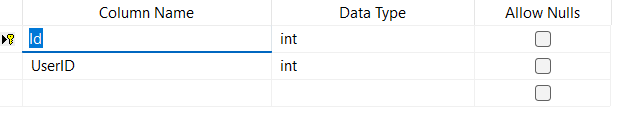 Column Name Data Type Allow Nulls
Id int
UserID int